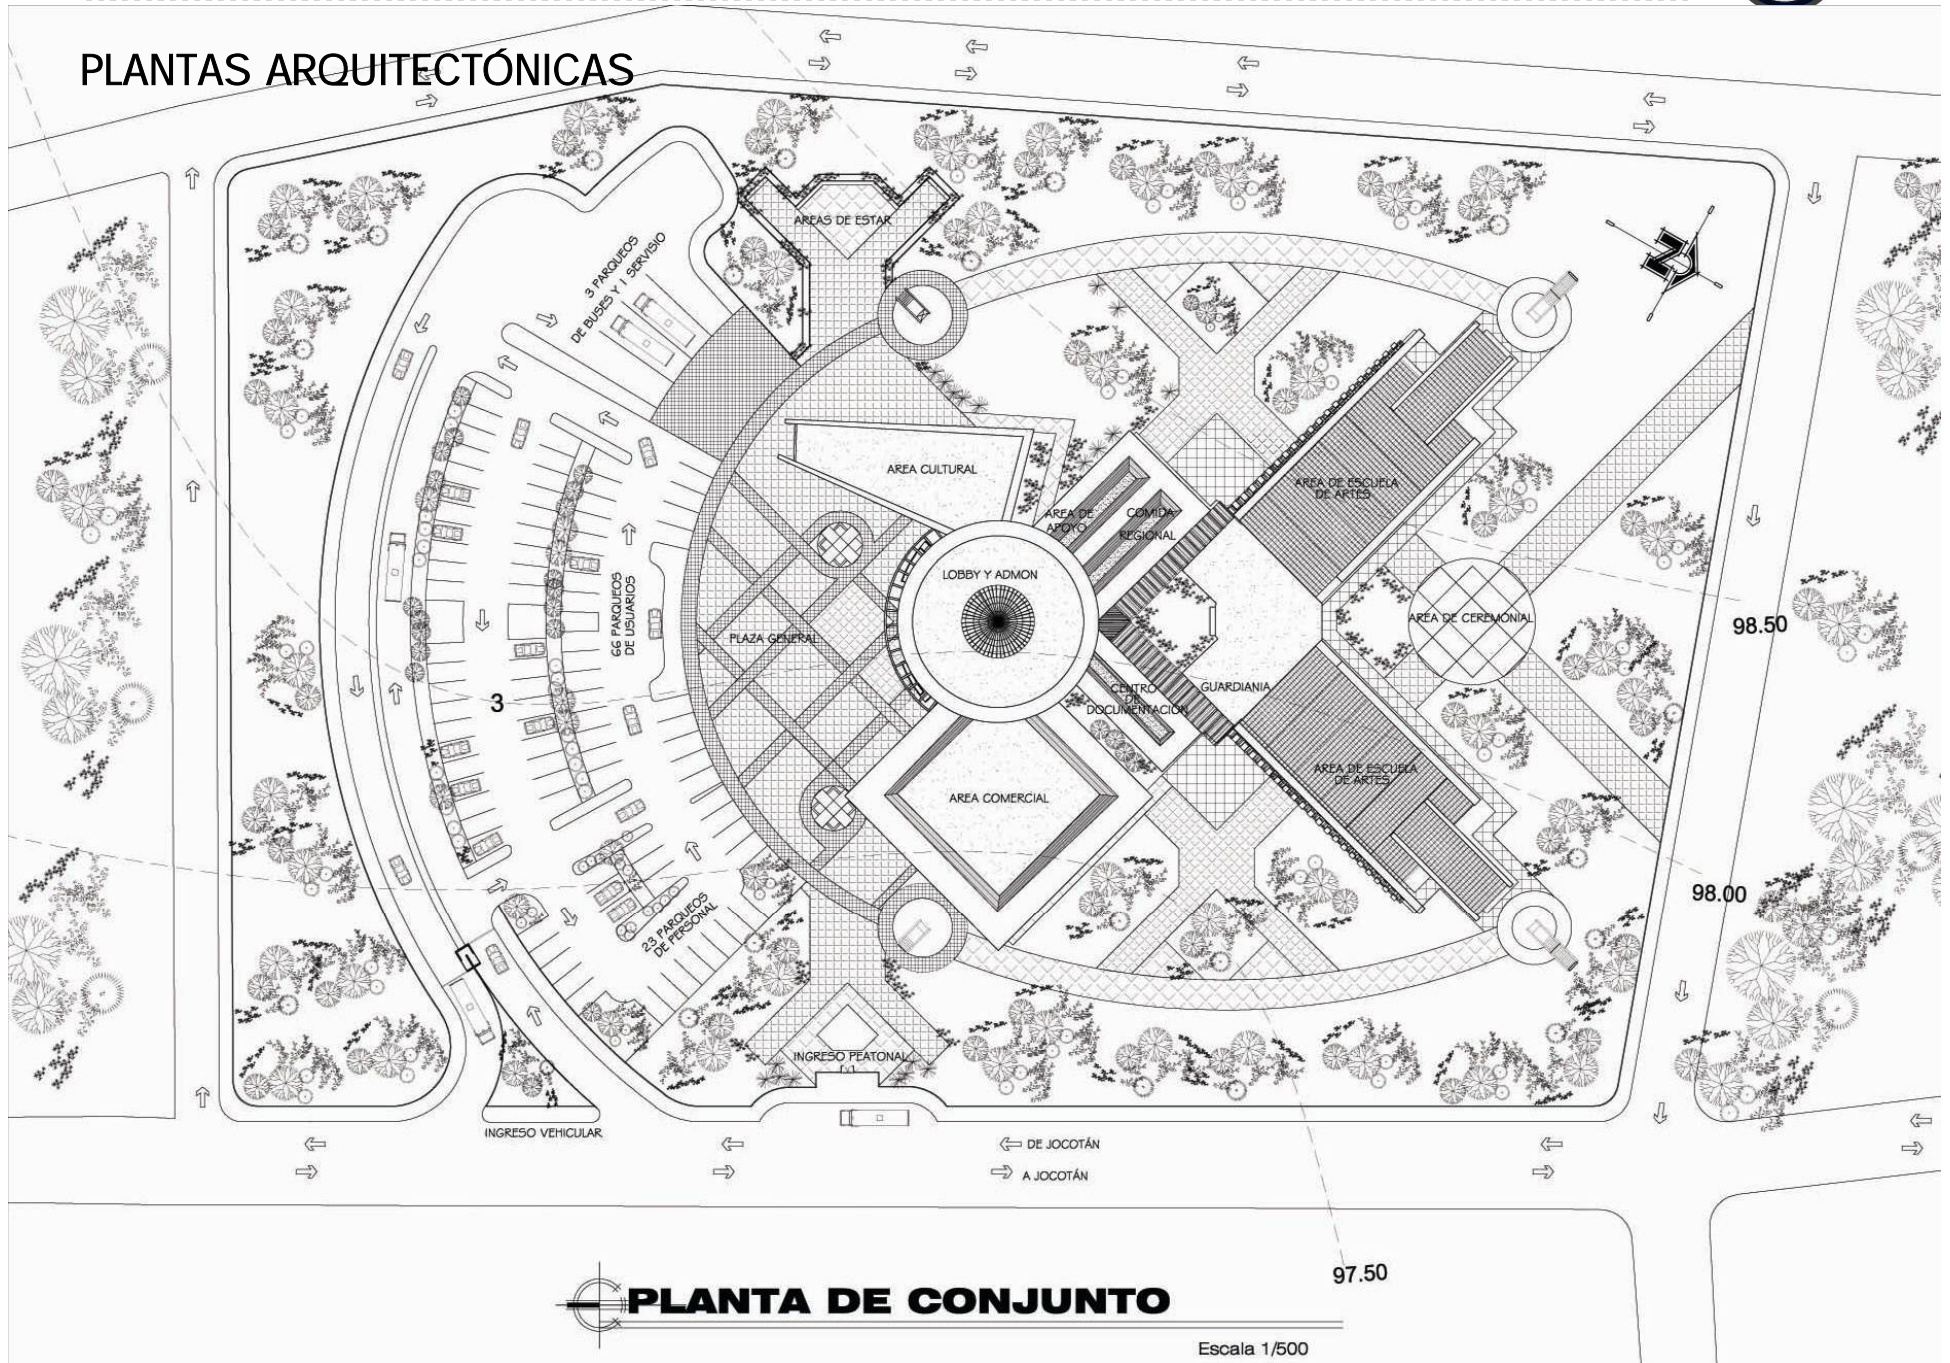 PLANTAS ARQUITECTÓNICAS
AREAS DE ESTAR
3 PARQUEOS
DE BUSES Y 1 SERVISIO
N
AREA CULTURAL
AREA DE ESCUELA
DE ARTES
AREA DE
APOYO
COMIDA
REGIONAL
LOBBY Y ADMON
66 PARQUEOS
DE USUARIOS
PLAZA GENERAL
AREA DE CEREMONIAL
98.50
3
CENTRO
DE
DOCUMENTACIÓN
GUARDIANIA
AREA DE ESCUELA
DE ARTES
AREA COMERCIAL
98.00
23 PARQUEOS
DE PERSONAL
INGRESO PEATONAL
INGRESO VEHICULAR
DE JOCOTÁN
A JOCOTÁN
97.50
PLANTA DE CONJUNTO
Escala 1/500